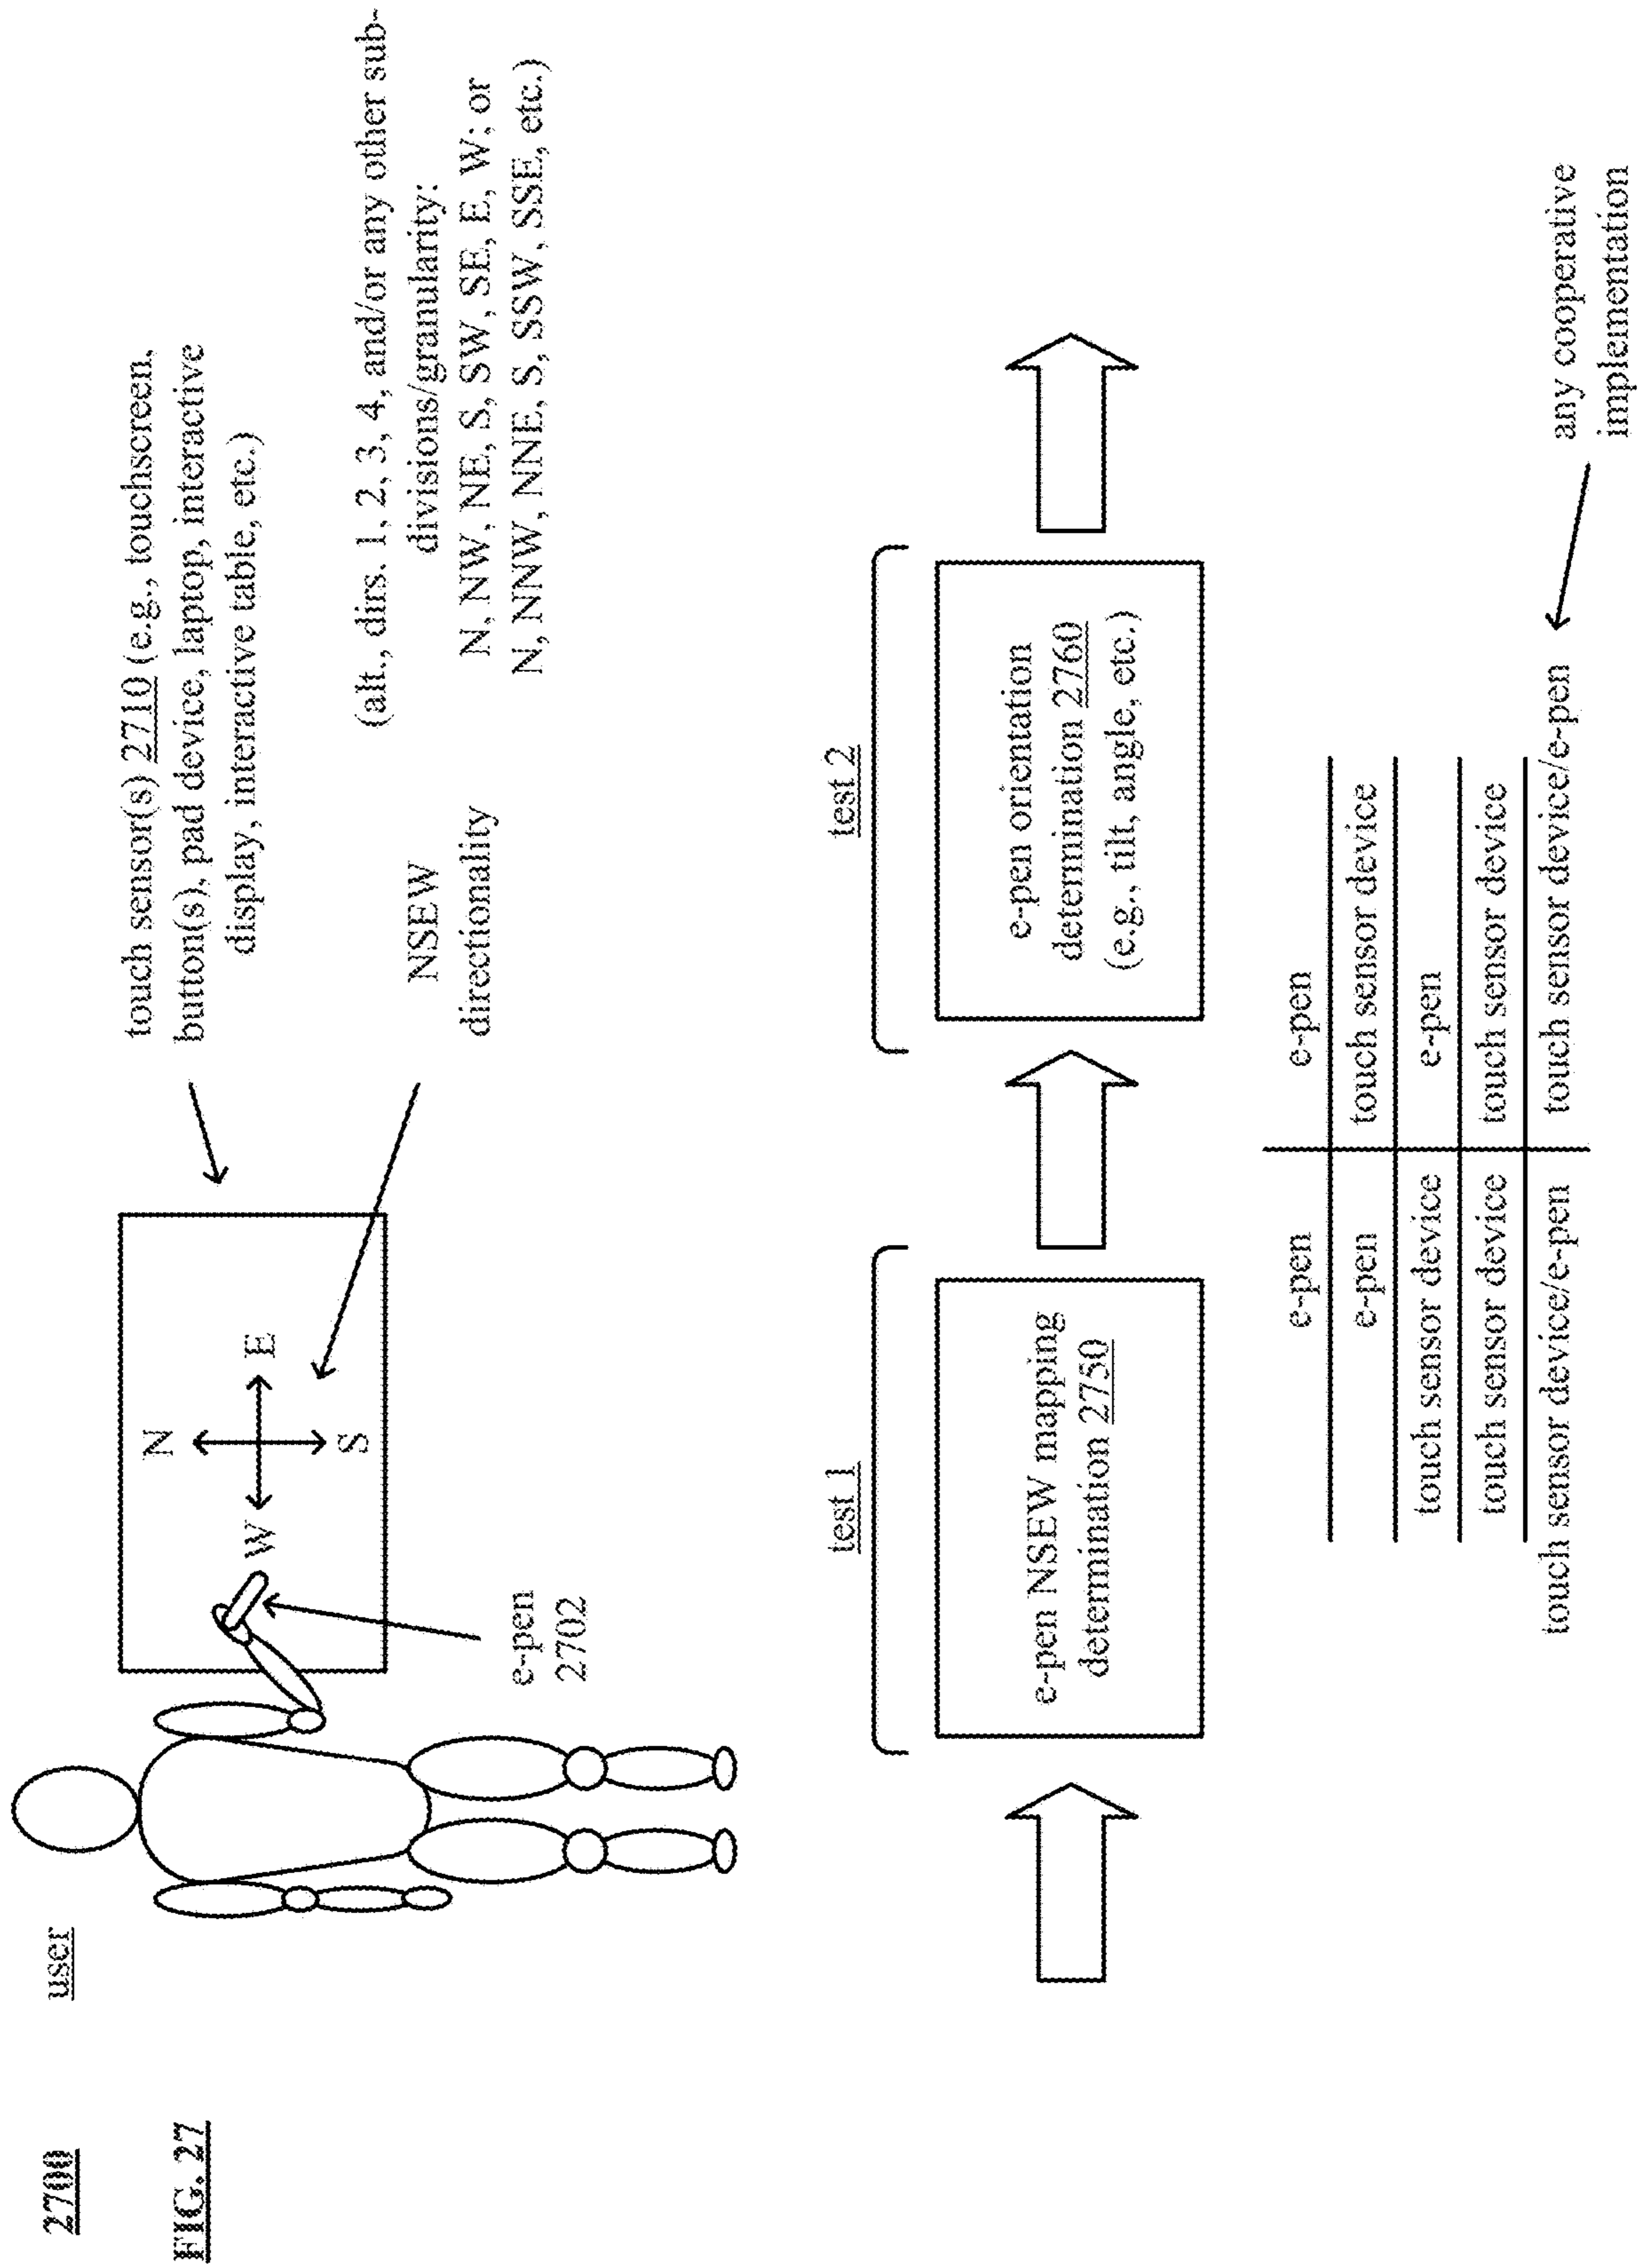 2700
FIG. 27
user
touch sensor(s) 2710 (e.g., touchscreen,
button(s), pad device, laptop, interactive
display, interactive table, etc.)
N
W
E
S
e-pen
2702
NSEW
directionality
(alt., dirs. 1, 2, 3, 4, and/or any other sub-
divisions/granularity:
N, NW, NE, S, SW, SE, E, W; or
N, NNW, NNE, S, SSW, SSE, etc.)
test 1
e-pen NSEW mapping
determination 2750
test 2
e-pen orientation
determination 2760
(e.g., tilt, angle, etc.)
e-pen e-pen
e-pen touch sensor device
touch sensor device e-pen
touch sensor device touch sensor device
touch sensor device/e-pen touch sensor device/e-pen
any cooperative
implementation